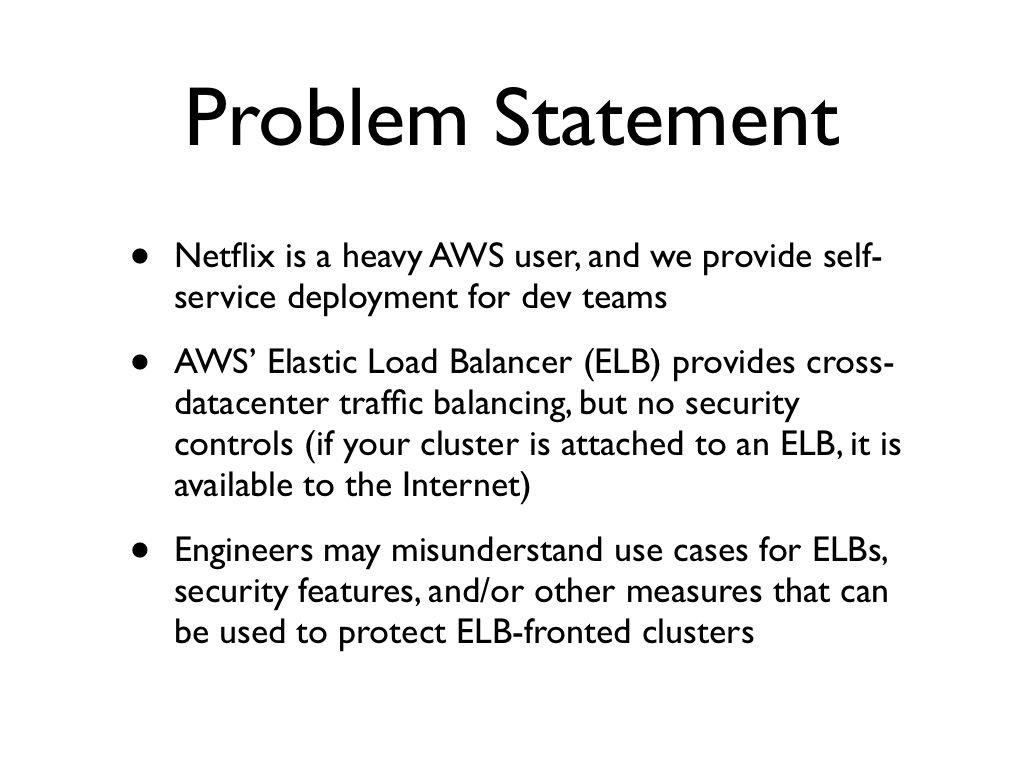 Problem Statement
• Netflix is a heavy AWS user, and we provide self-
service deployment for dev teams
• AWS’ Elastic Load Balancer (ELB) provides cross-
datacenter traffic balancing, but no security
controls (if your cluster is attached to an ELB, it is
available to the Internet)
• Engineers may misunderstand use cases for ELBs,
security features, and/or other measures that can
be used to protect ELB-fronted clusters